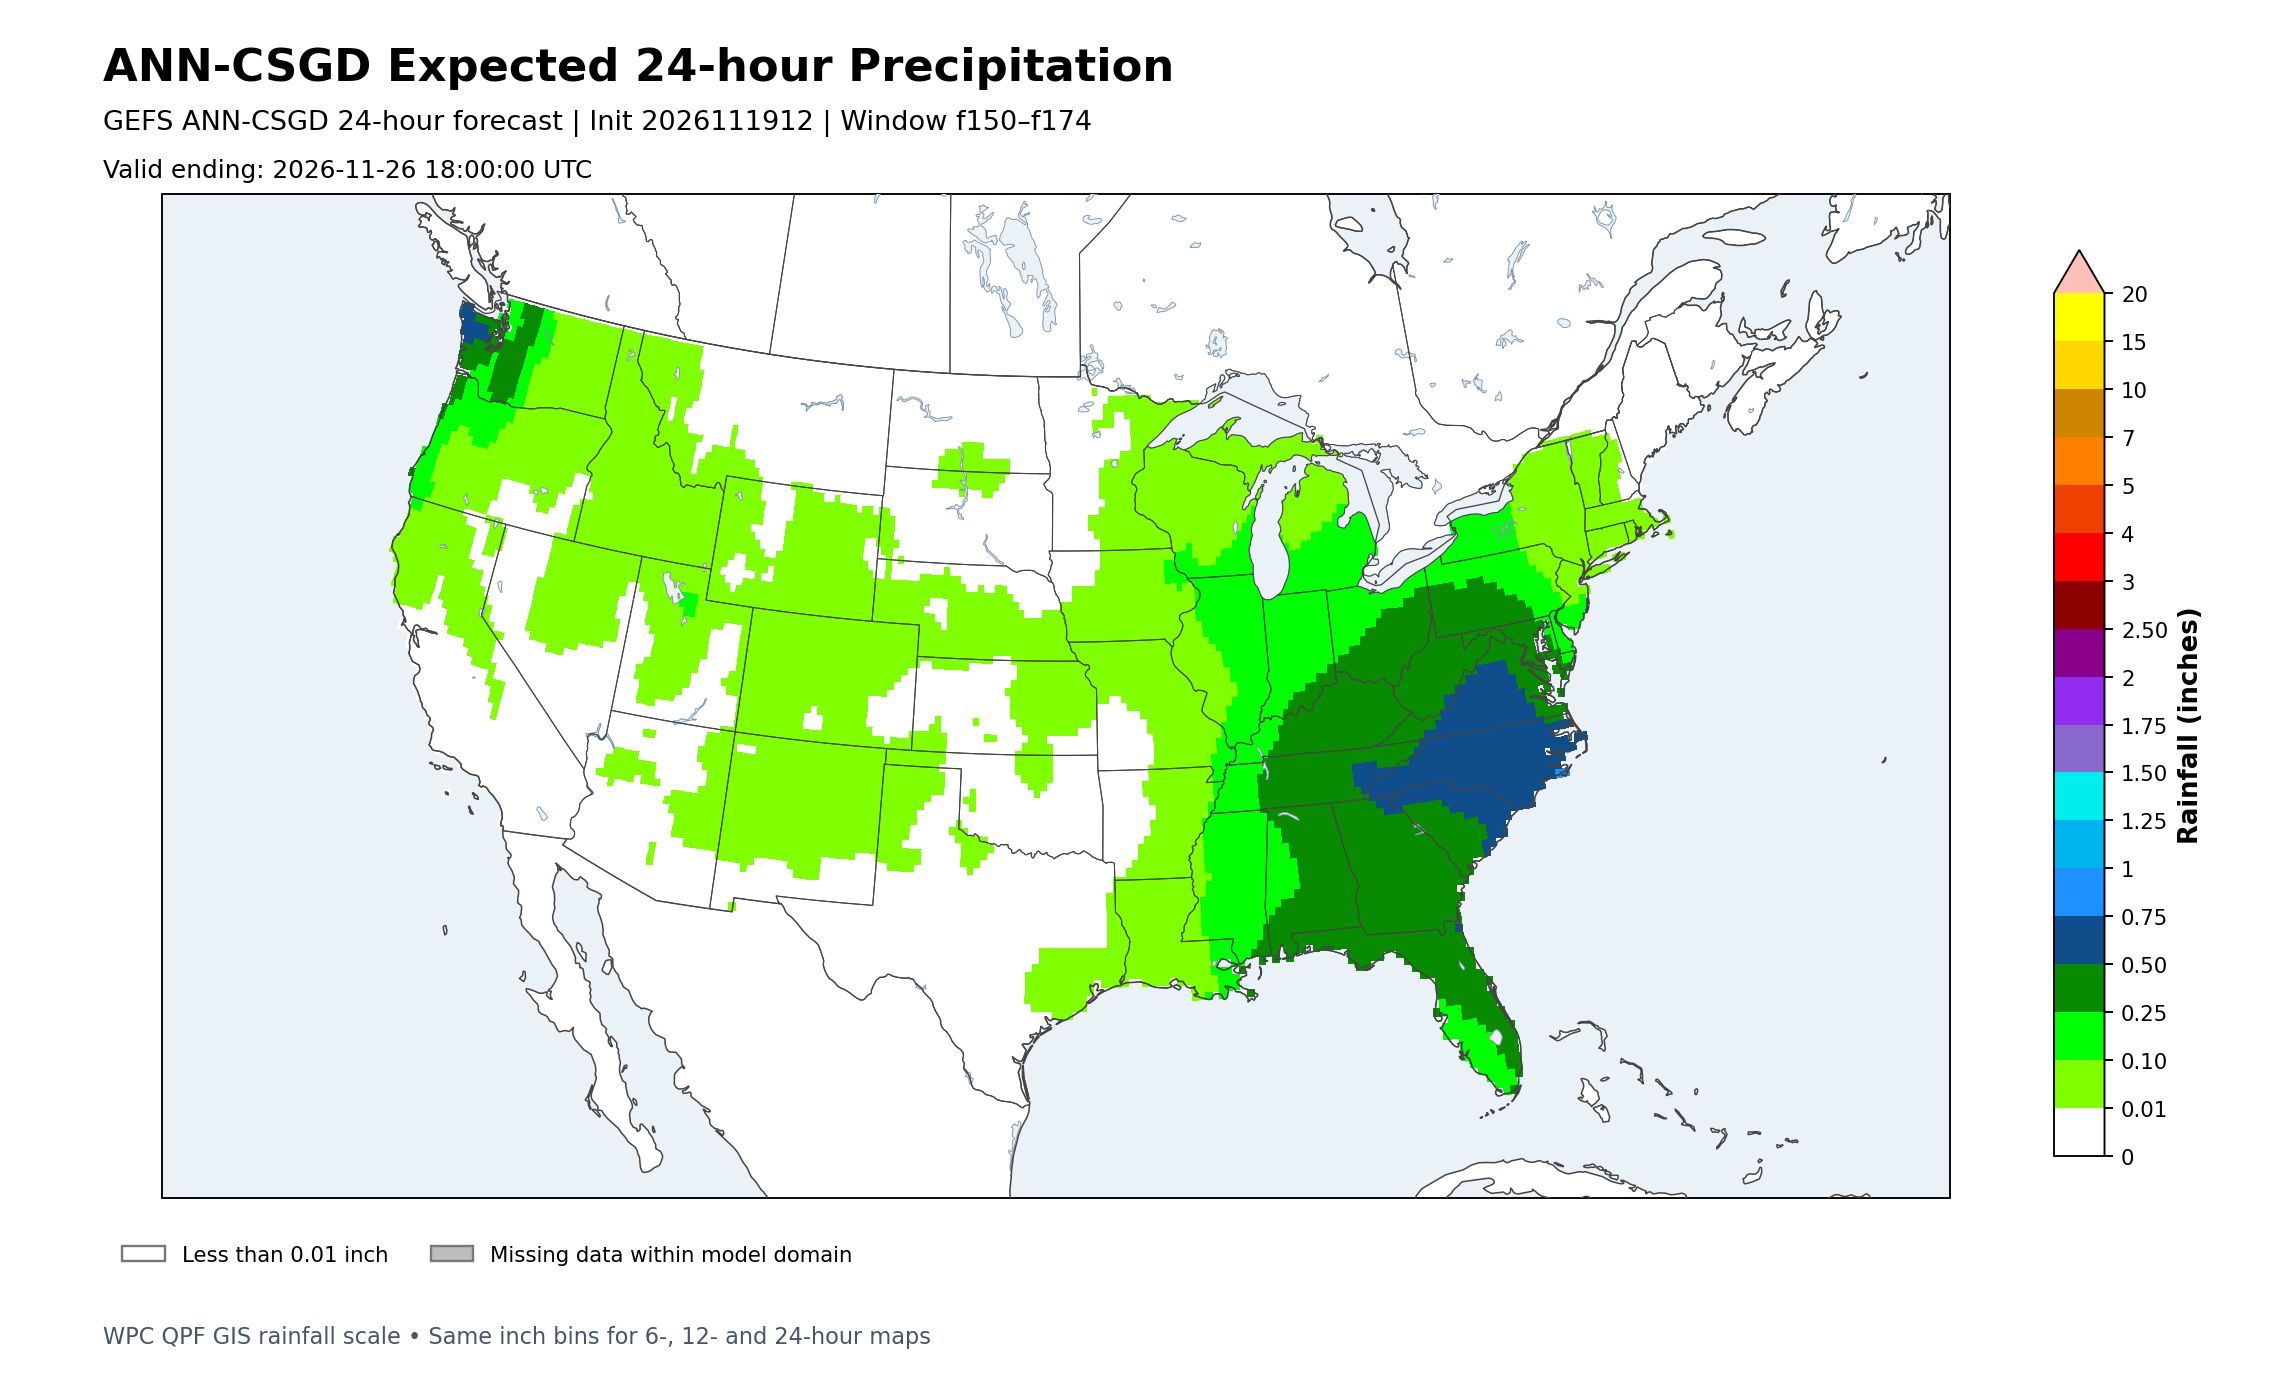 ANN-CSGD Expected 24-hour Precipitation
GEFS ANN-CSGD 24-hour forecast | Init 2026111912 | Window f150–f174
Valid ending: 2026-11-26 18:00:00 UTC
20
15
10
7
5
4
3
2.50
2
1.75
1.50
1.25
1
0.75
0.50
0.25
0.10
0.01
0
Rainfall (inches)
Less than 0.01 inch
Missing data within model domain
WPC QPF GIS rainfall scale • Same inch bins for 6-, 12- and 24-hour maps